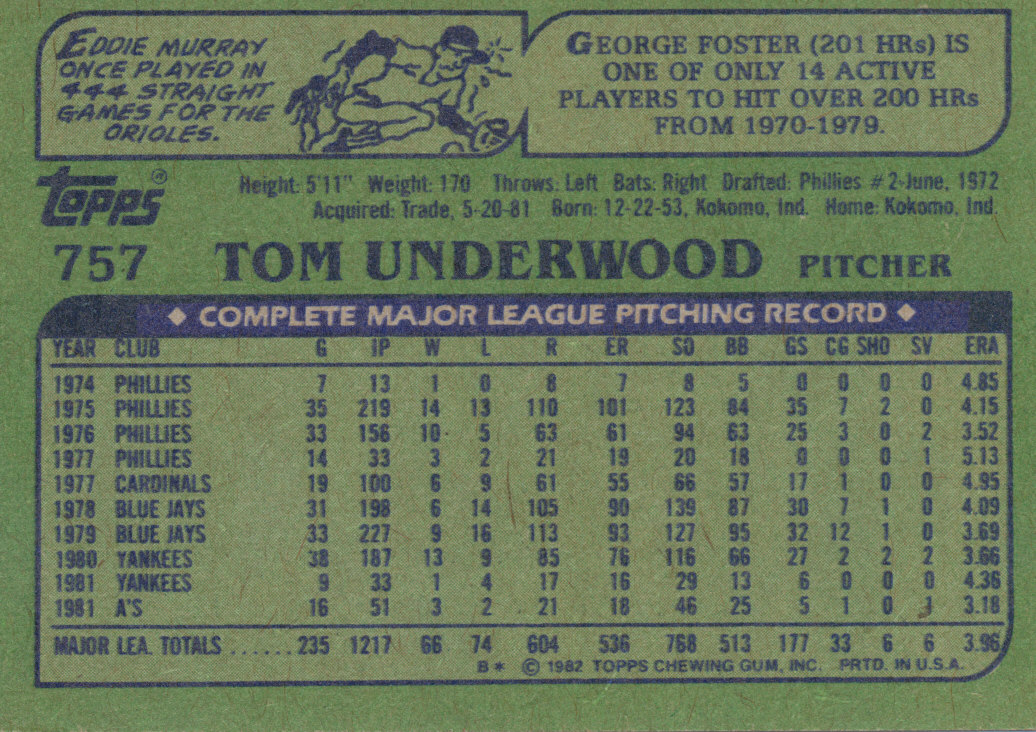 EDDIE MURRAY
ONCE PLAYED IN
444 STRAIGHT
GAMES FOR THE
ORIOLES.
GEORGE FOSTER (201 HRs) IS
ONE OF ONLY 14 ACTIVE
PLAYERS TO HIT OVER 200 HRs
FROM 1970-1979.
Topps®
Height: 5'11" Weight: 170 Throws: Left Bats: Right Drafted: Phillies #2-June, 1972
Acquired: Trade, 5-20-81 Born: 12-22-53, Kokomo, Ind. Home: Kokomo, Ind.
757 TOM UNDERWOOD PITCHER
◆ COMPLETE MAJOR LEAGUE PITCHING RECORD ◆
YEAR CLUB G IP W L R ER SO BB GS CG SHO SV ERA
1974 PHILLIES 7 13 1 0 8 7 8 5 0 0 0 0 4.85
1975 PHILLIES 35 219 14 13 110 101 123 84 35 7 2 0 4.15
1976 PHILLIES 33 156 10 5 63 61 94 63 25 3 0 2 3.52
1977 PHILLIES 14 33 3 2 21 19 20 18 0 0 0 1 5.13
1977 CARDINALS 19 100 6 9 61 55 66 57 17 1 0 0 4.95
1978 BLUE JAYS 31 198 6 14 105 90 139 87 30 7 1 0 4.09
1979 BLUE JAYS 33 227 9 16 113 93 127 95 32 12 1 0 3.69
1980 YANKEES 38 187 13 9 85 76 116 66 27 2 2 2 3.66
1981 YANKEES 9 33 1 4 17 16 29 13 6 0 0 0 4.36
1981 A'S 16 51 3 2 21 18 46 25 5 1 0 1 3.18
MAJOR LEA. TOTALS ......235 1217 66 74 604 536 768 513 177 33 6 6 3.96
B* © 1982 TOPPS CHEWING GUM, INC. PRTD. IN U.S.A.